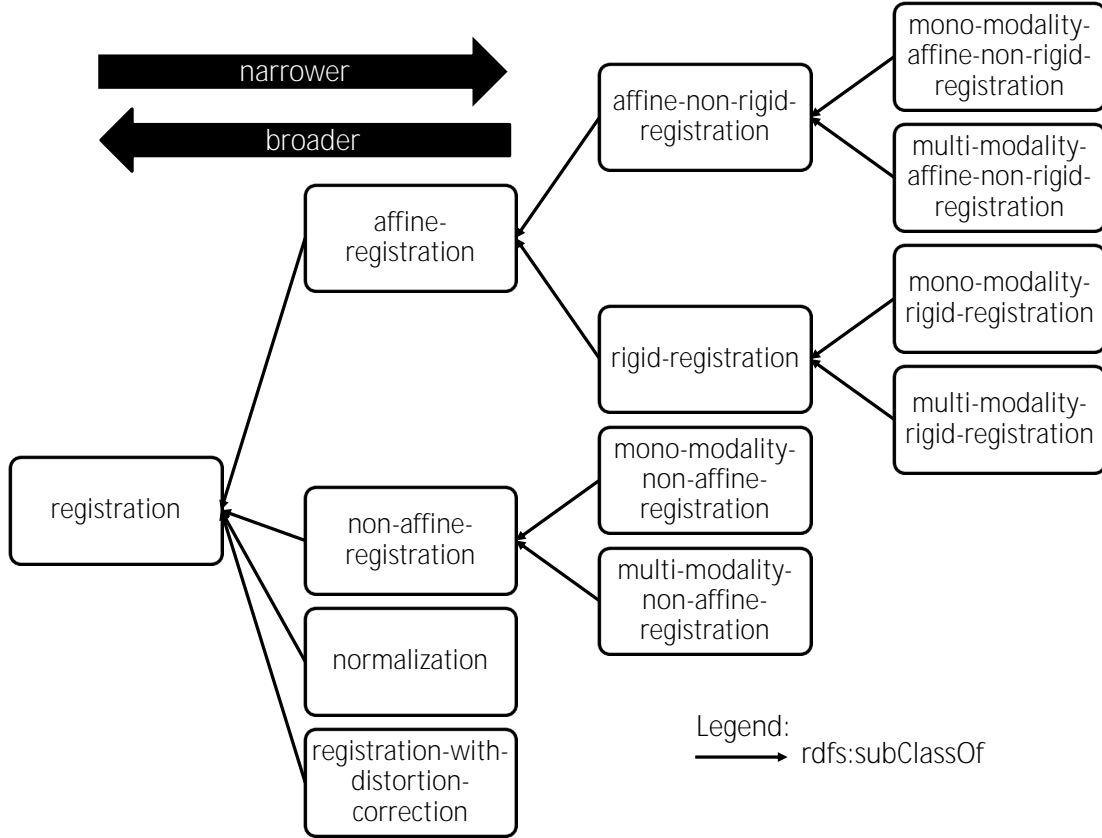 narrower
broader
mono-modality-
affine-non-rigid-
registration
affine-non-rigid-
registration
multi-modality-
affine-non-rigid-
registration
affine-
registration
mono-modality-
rigid-registration
rigid-registration
multi-modality-
rigid-registration
mono-modality-
non-affine-
registration
registration
non-affine-
registration
multi-modality-
non-affine-
registration
normalization
registration-with-
distortion-
correction
Legend:
rdfs:subClassOf